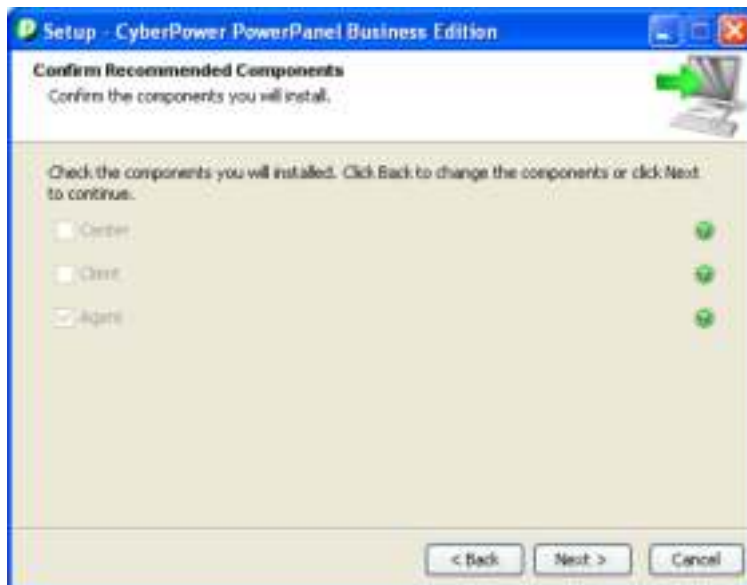 Setup - CyberPower PowerPanel Business Edition
Confirm Recommended Components
Confirm the components you will install.
Check the components you will installed. Click Back to change the components or click Next
to continue.
Center
Client
Agent
< Back
Next >
Cancel